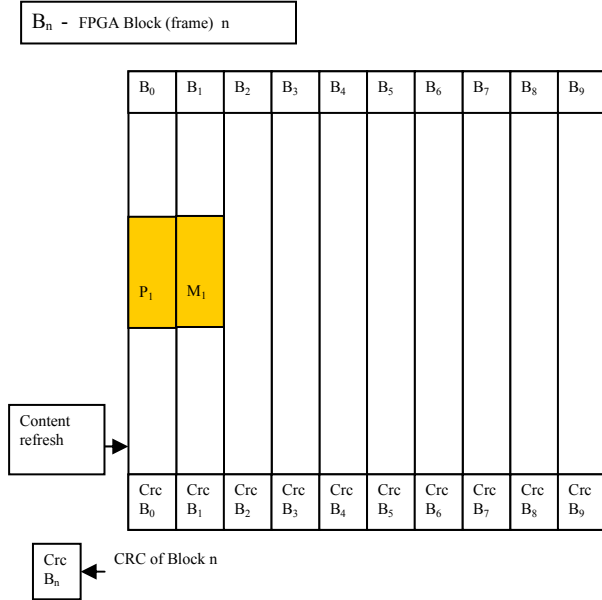 Bn - FPGA Block (frame) n
B0 B1 B2 B3 B4 B5 B6 B7 B8 B9
P1 M1
Content
refresh
Crc Crc Crc Crc Crc Crc Crc Crc Crc Crc
B0 B1 B2 B3 B4 B5 B6 B7 B8 B9
Crc
Bn
CRC of Block n